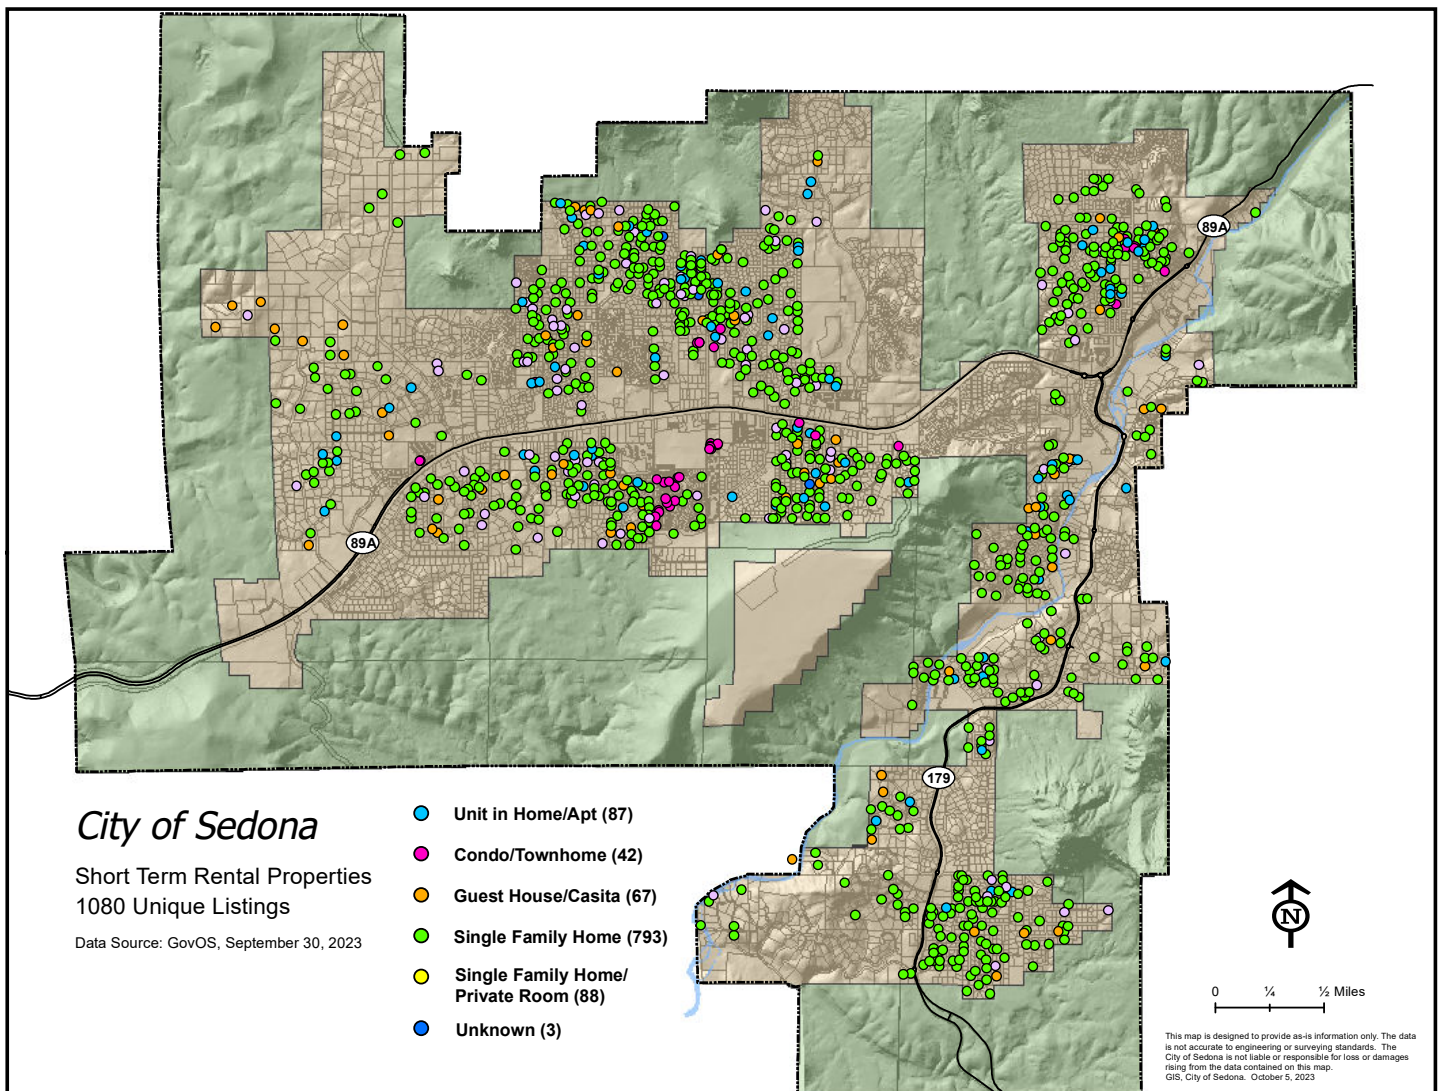 89A
89A
179
City of Sedona
Short Term Rental Properties
1080 Unique Listings
Data Source: GovOS, September 30, 2023
Unit in Home/Apt (87)
Condo/Townhome (42)
Guest House/Casita (67)
Single Family Home (793)
Single Family Home/
Private Room (88)
Unknown (3)
N
0 ¼ ½ Miles
This map is designed to provide as-is information only. The data
is not accurate to engineering or surveying standards. The
City of Sedona is not liable or responsible for loss or damages
rising from the data contained on this map.
GIS, City of Sedona. October 5, 2023